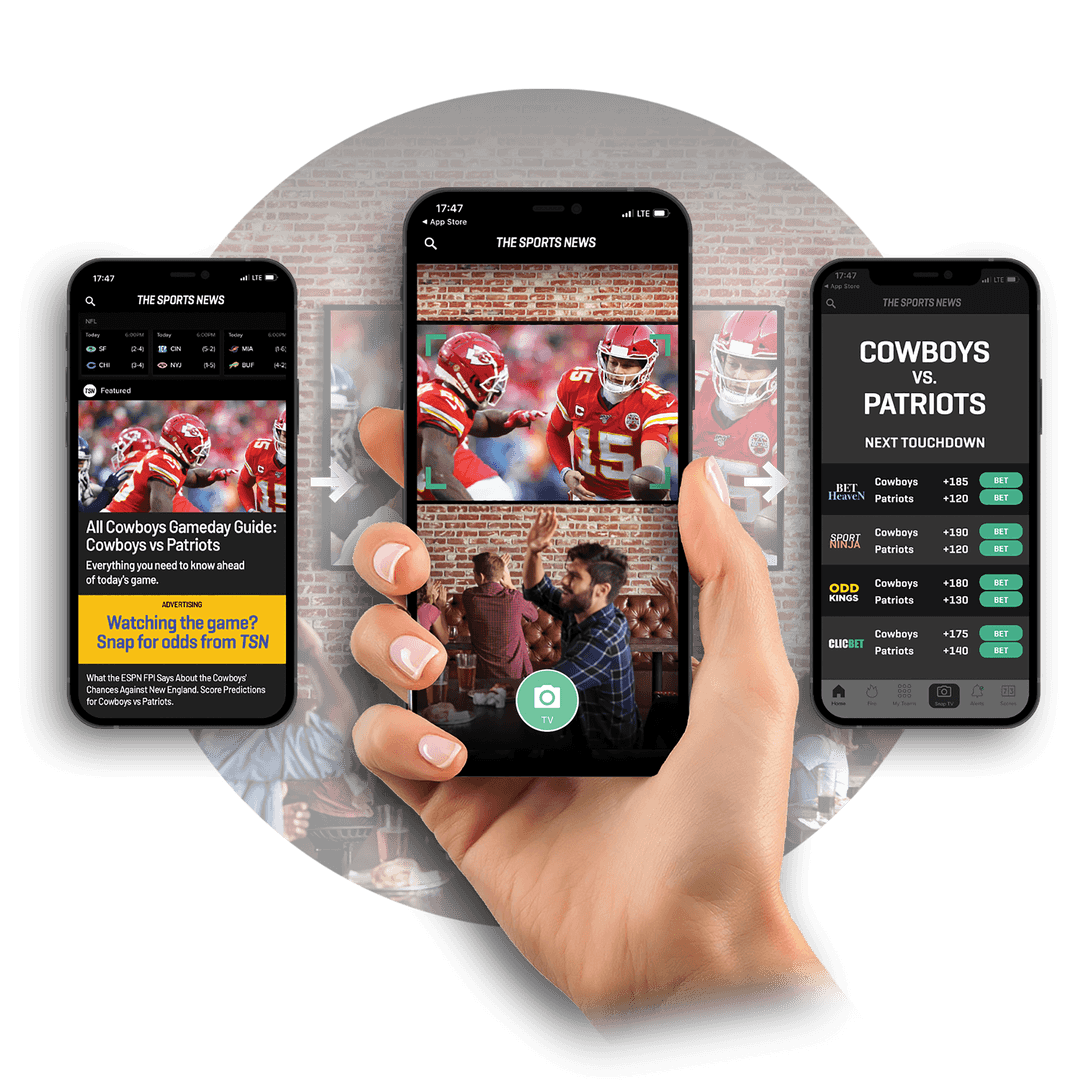 17:47
LTE
THE SPORTS NEWS
NFL
Today 6:00PM Today 6:00PM Today 6:00PM
SF (2-4) CIN (5-2) MIA (1-6)
CHI (3-4) NYJ (1-5) BUF (4-2)
TSN Featured
All Cowboys Gameday Guide:
Cowboys vs Patriots
Everything you need to know ahead
of today's game.
ADVERTISING
Watching the game?
Snap for odds from TSN
What the ESPN FPI Says About the Cowboys'
Chances Against New England. Score Predictions
for Cowboys vs Patriots.
17:47
App Store
LTE
THE SPORTS NEWS
15
15
TV
17:47
App Store
LTE
THE SPORTS NEWS
COWBOYS
VS.
PATRIOTS
NEXT TOUCHDOWN
BET HEAVEN
Cowboys +185 BET
Patriots +120 BET
SPORT NINJA
Cowboys +190 BET
Patriots +120 BET
ODD KINGS
Cowboys +180 BET
Patriots +130 BET
CLICBET
Cowboys +175 BET
Patriots +140 BET
Home Fire My Teams Snap TV Alerts